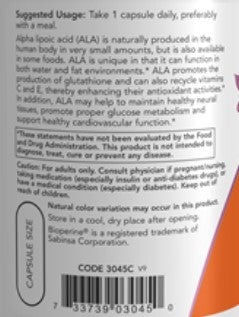 Suggested Usage: Take 1 capsule daily, preferably
with a meal.
Alpha lipoic acid (ALA) is naturally produced in the
human body in very small amounts, but is also available
in some foods. ALA is unique in that it can function in
both water and fat environments.* ALA promotes the
production of glutathione and can also recycle vitamins
C and E, thereby enhancing their antioxidant activities.*
In addition, ALA may help to maintain healthy neural
tissues, promote proper glucose metabolism and
support healthy cardiovascular function.*
*These statements have not been evaluated by the Food
and Drug Administration. This product is not intended to
diagnose, treat, cure or prevent any disease.
Caution: For adults only. Consult physician if pregnant/nursing,
taking medication (especially insulin or anti-diabetes drugs), or
have a medical condition (especially diabetes). Keep out of
reach of children.
Natural color variation may occur in this product.
Store in a cool, dry place after opening.
Bioperine® is a registered trademark of
Sabinsa Corporation.
CAPSULE SIZE
CODE 3045C V9
7 33739 03045 0